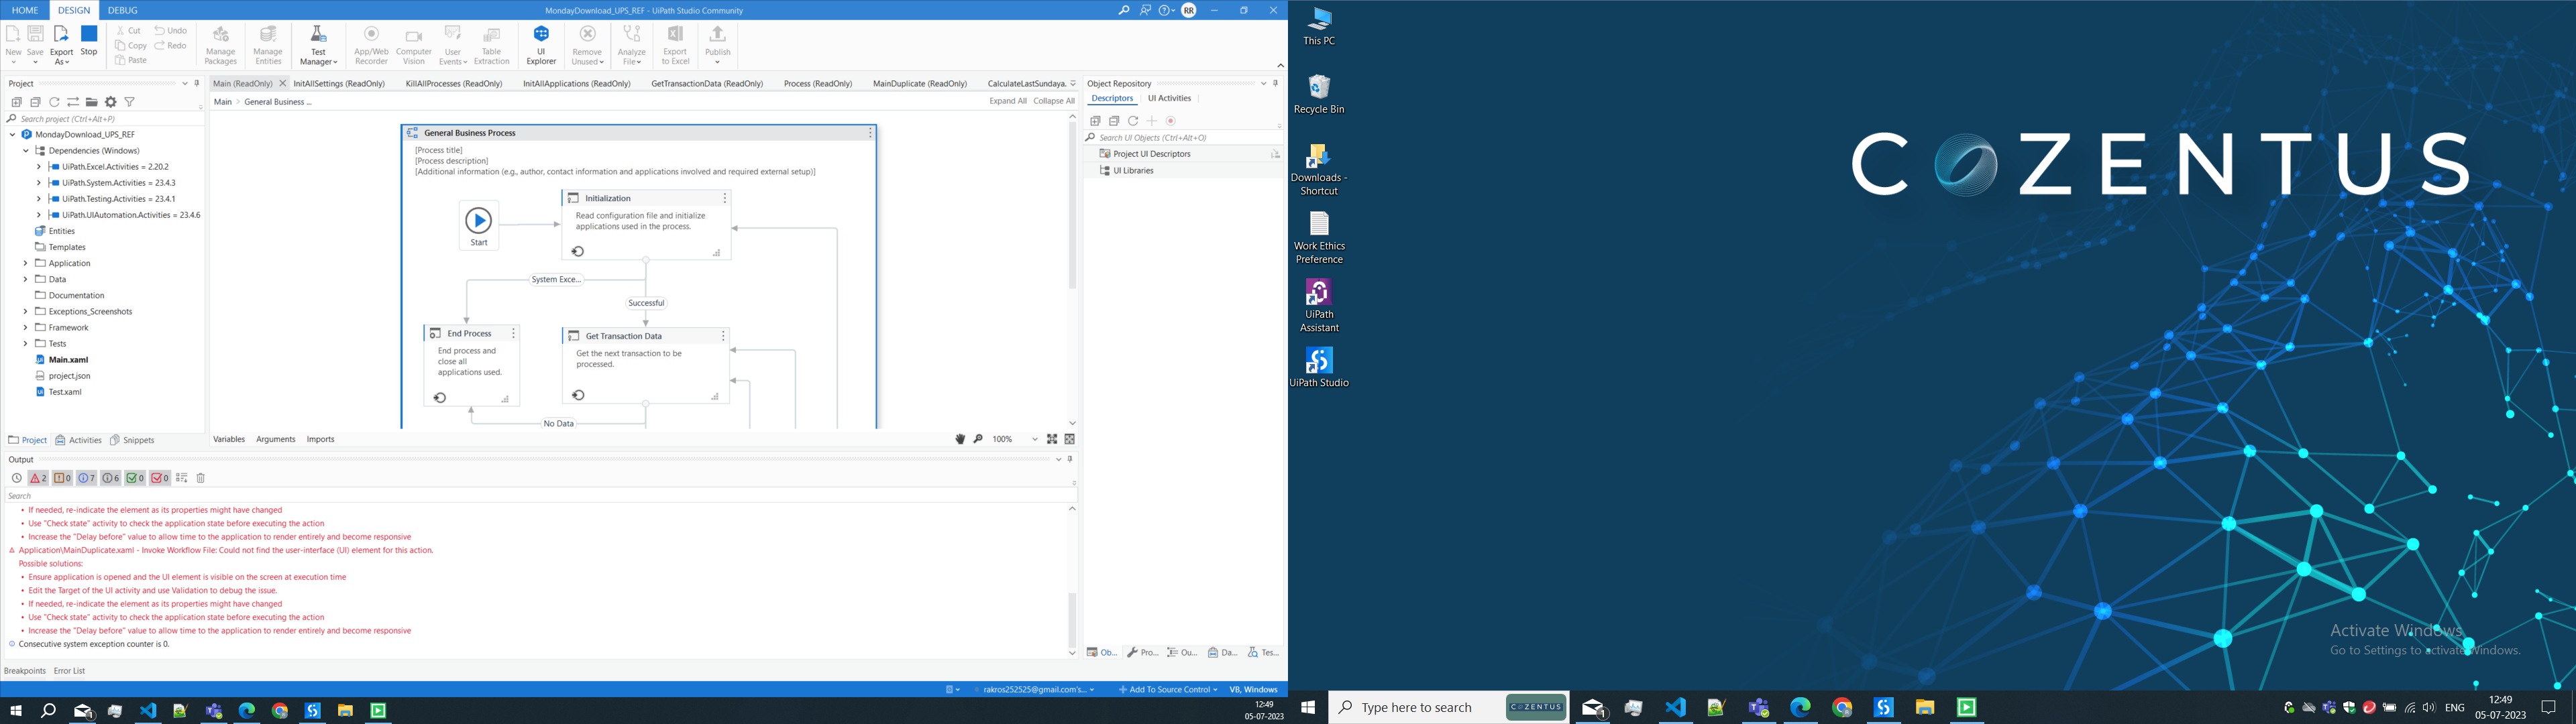 HOME DESIGN DEBUG
MondayDownload_UPS_REF - UiPath Studio Community
RR
New
Save
Export As
Stop
Cut
Copy
Paste
Undo
Redo
Manage Packages
Manage Entities
Test Manager
App/Web Recorder
Computer Vision
User Events
Table Extraction
UI Explorer
Remove Unused
Analyze File
Export to Excel
Publish
Project
Search project (Ctrl+Alt+P)
MondayDownload_UPS_REF
Dependencies (Windows)
UiPath.Excel.Activities = 2.20.2
UiPath.System.Activities = 23.4.3
UiPath.Testing.Activities = 23.4.1
UiPath.UIAutomation.Activities = 23.4.6
Entities
Templates
Application
Data
Documentation
Exceptions_Screenshots
Framework
Tests
Main.xaml
project.json
Test.xaml
Project Activities Snippets
Main (ReadOnly) InitAllSettings (ReadOnly) KillAllProcesses (ReadOnly) InitAllApplications (ReadOnly) GetTransactionData (ReadOnly) Process (ReadOnly) MainDuplicate (ReadOnly) CalculateLastSundaya.
Main > General Business ...
Expand All Collapse All
General Business Process
[Process title]
[Process description]
[Additional information (e.g., author, contact information and applications involved and required external setup)]
Start
Initialization
Read configuration file and initialize
applications used in the process.
System Exce...
Successful
End Process
End process and
close all
applications used.
Get Transaction Data
Get the next transaction to be
processed.
No Data
Variables Arguments Imports
100%
Object Repository
Descriptors UI Activities
Search UI Objects (Ctrl+Alt+O)
Project UI Descriptors
UI Libraries
Ob... Pro... Ou... Da... Tes...
Output
2 0 7 6 0 0
Search
• If needed, re-indicate the element as its properties might have changed
• Use "Check state" activity to check the application state before executing the action
• Increase the "Delay before" value to allow time to the application to render entirely and become responsive
Application\MainDuplicate.xaml - Invoke Workflow File: Could not find the user-interface (UI) element for this action.
Possible solutions:
• Ensure application is opened and the UI element is visible on the screen at execution time
• Edit the Target of the UI activity and use Validation to debug the issue.
• If needed, re-indicate the element as its properties might have changed
• Use "Check state" activity to check the application state before executing the action
• Increase the "Delay before" value to allow time to the application to render entirely and become responsive
Consecutive system exception counter is 0.
Breakpoints Error List
rakros252525@gmail.com's...
Add To Source Control
VB, Windows
1
12:49
05-07-2023
This PC
Recycle Bin
Downloads -
Shortcut
Work Ethics
Preference
UiPath
Assistant
UiPath Studio
COZENTUS
Activate Windows
Go to Settings to activate Windows.
Type here to search
COZENTUS
1
ENG
12:49
05-07-2023